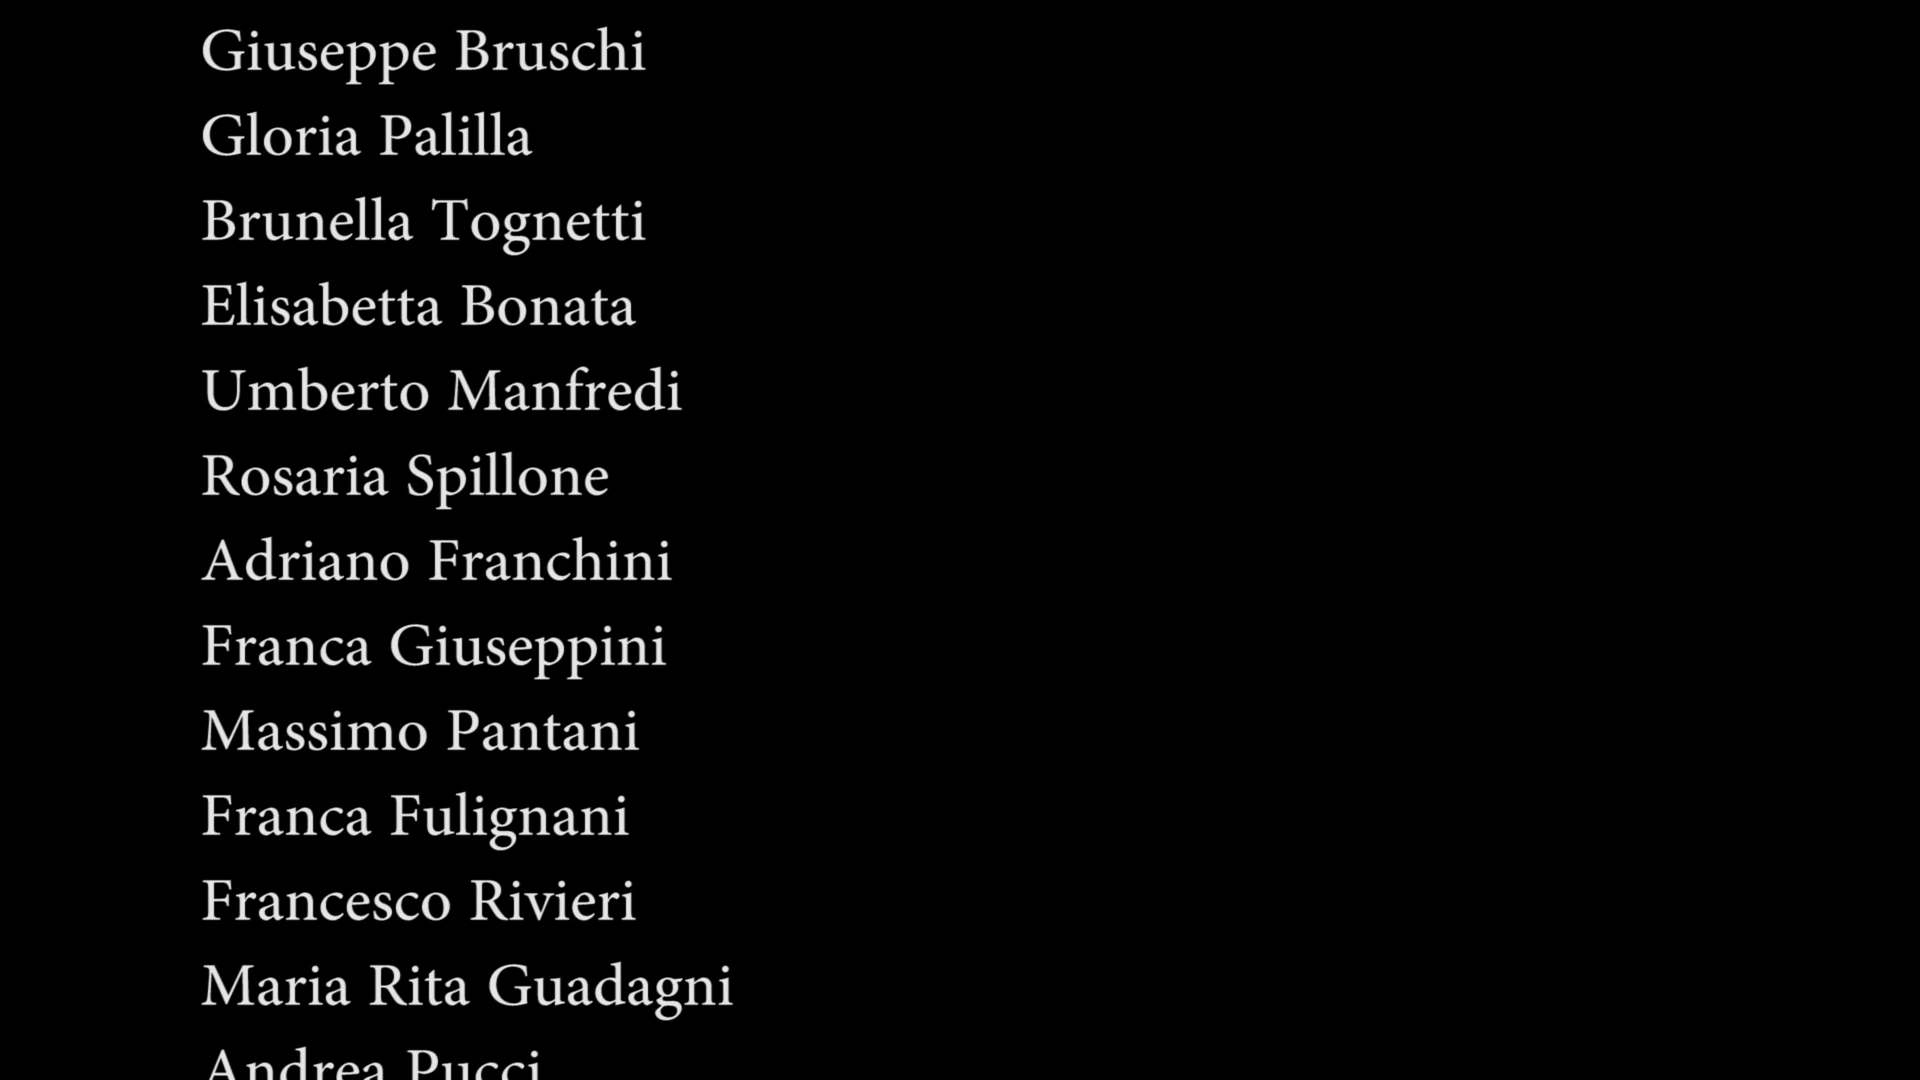 Giuseppe Bruschi
Gloria Palilla
Brunella Tognetti
Elisabetta Bonata
Umberto Manfredi
Rosaria Spillone
Adriano Franchini
Franca Giuseppini
Massimo Pantani
Franca Fulignani
Francesco Rivieri
Maria Rita Guadagni
Andrea Pucci